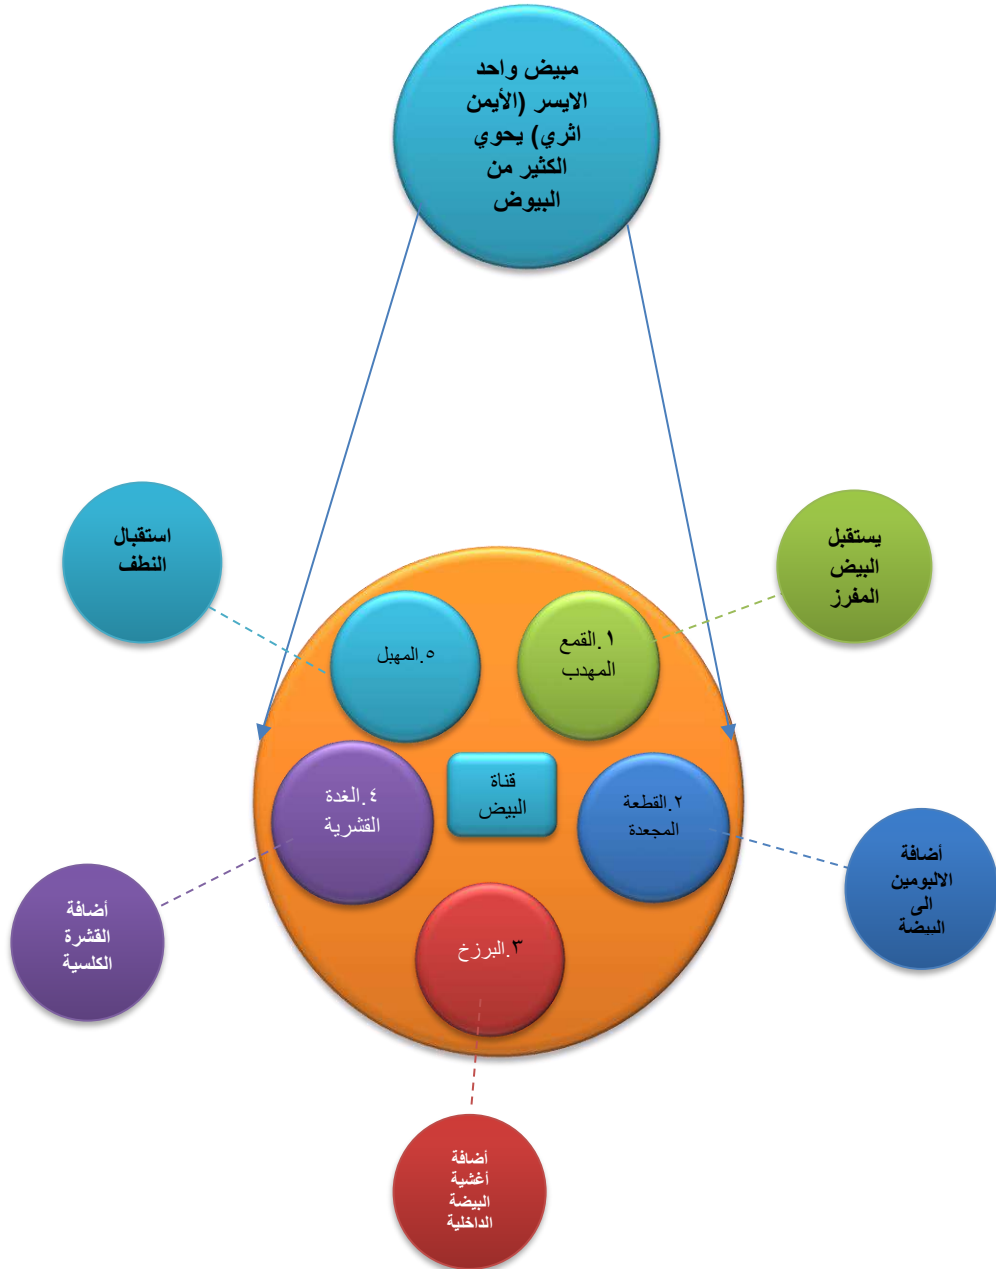 مبيض واحد
الايسر (الأيمن
اثري) يحوي
الكثير من
البيوض
يستقبل
البيض
المفرز
استقبال
النطف
١.القمع
المهدب
٥.المهبل
قناة
البيض
٢.القطعة
المجعدة
٤.الغدة
القشرية
أضافة
الالبومين
الى
البيضة
أضافة
القشرة
الكلسية
٣.البرزخ
أضافة
أغشية
البيضة
الداخلية